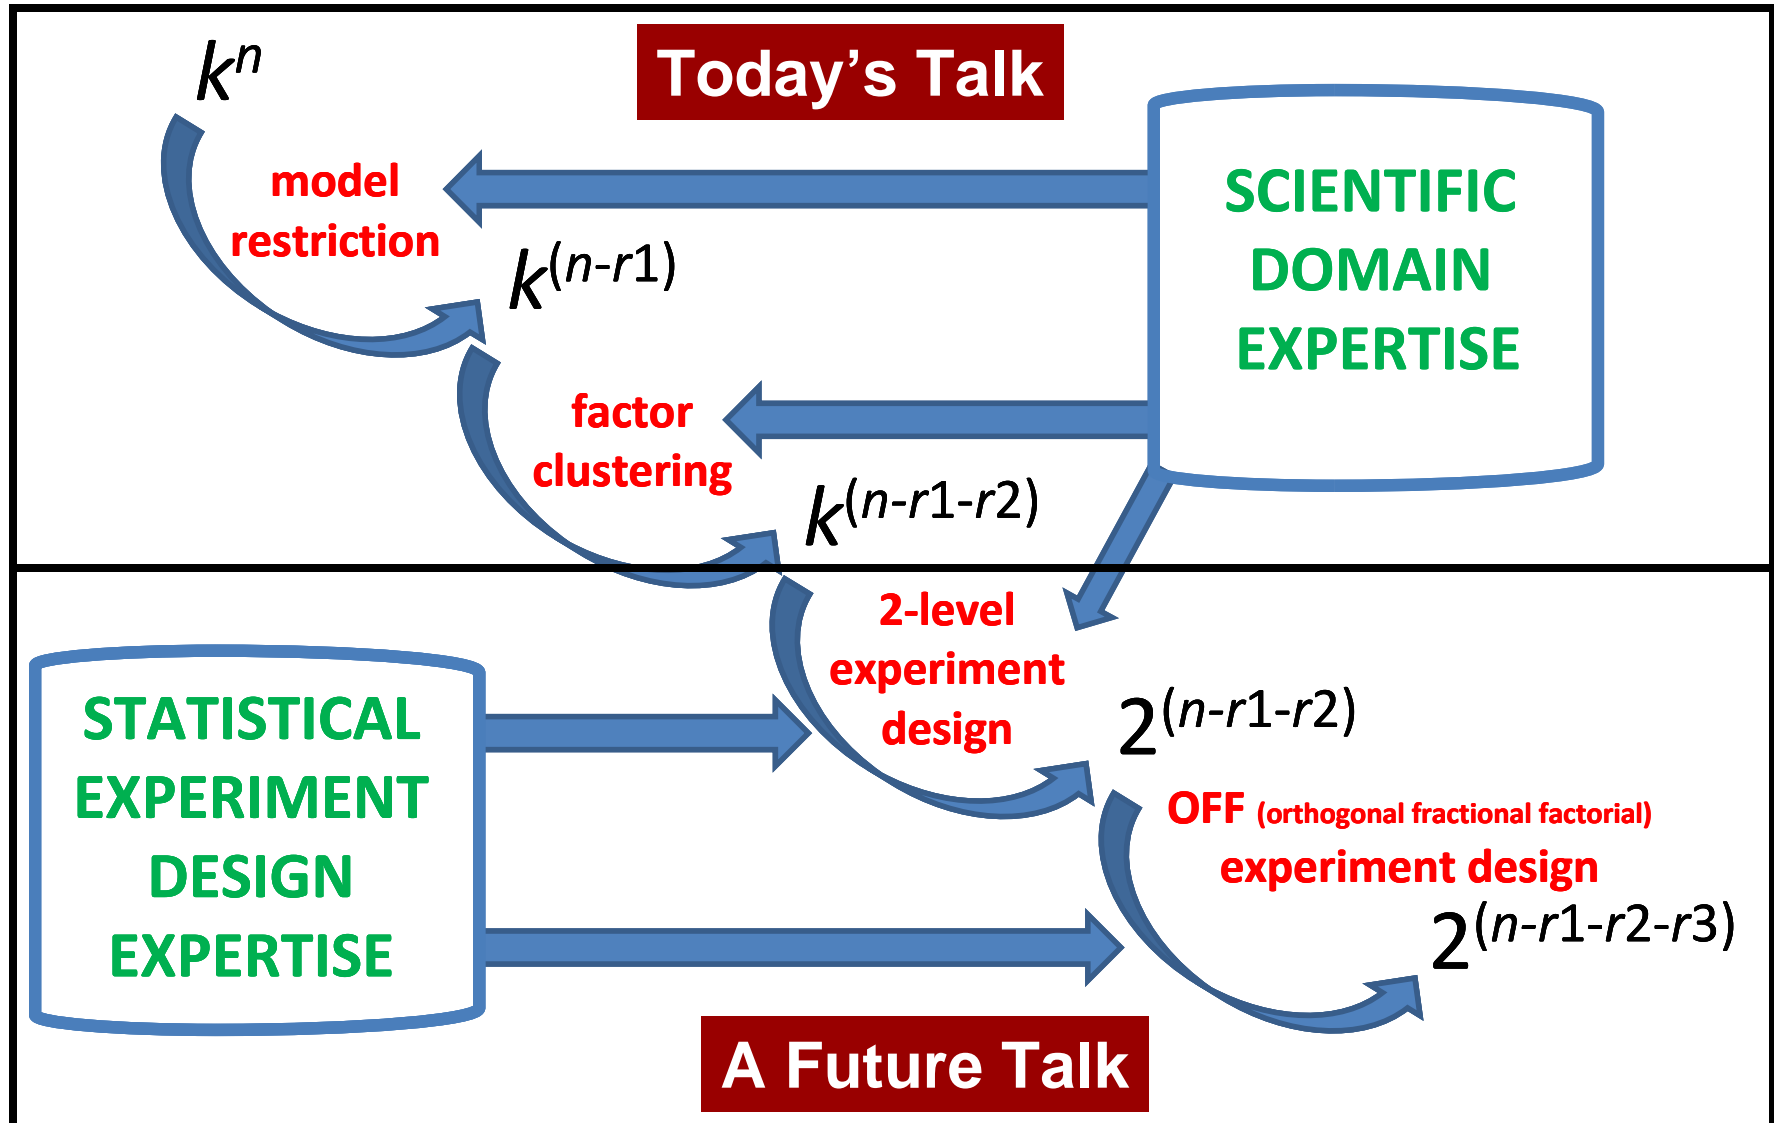 Today's Talk
kⁿ
model
restriction
k^(n-r1)
SCIENTIFIC
DOMAIN
EXPERTISE
factor
clustering
k^(n-r1-r2)
2-level
experiment
design
2^(n-r1-r2)
STATISTICAL
EXPERIMENT
DESIGN
EXPERTISE
OFF (orthogonal fractional factorial)
experiment design
2^(n-r1-r2-r3)
A Future Talk